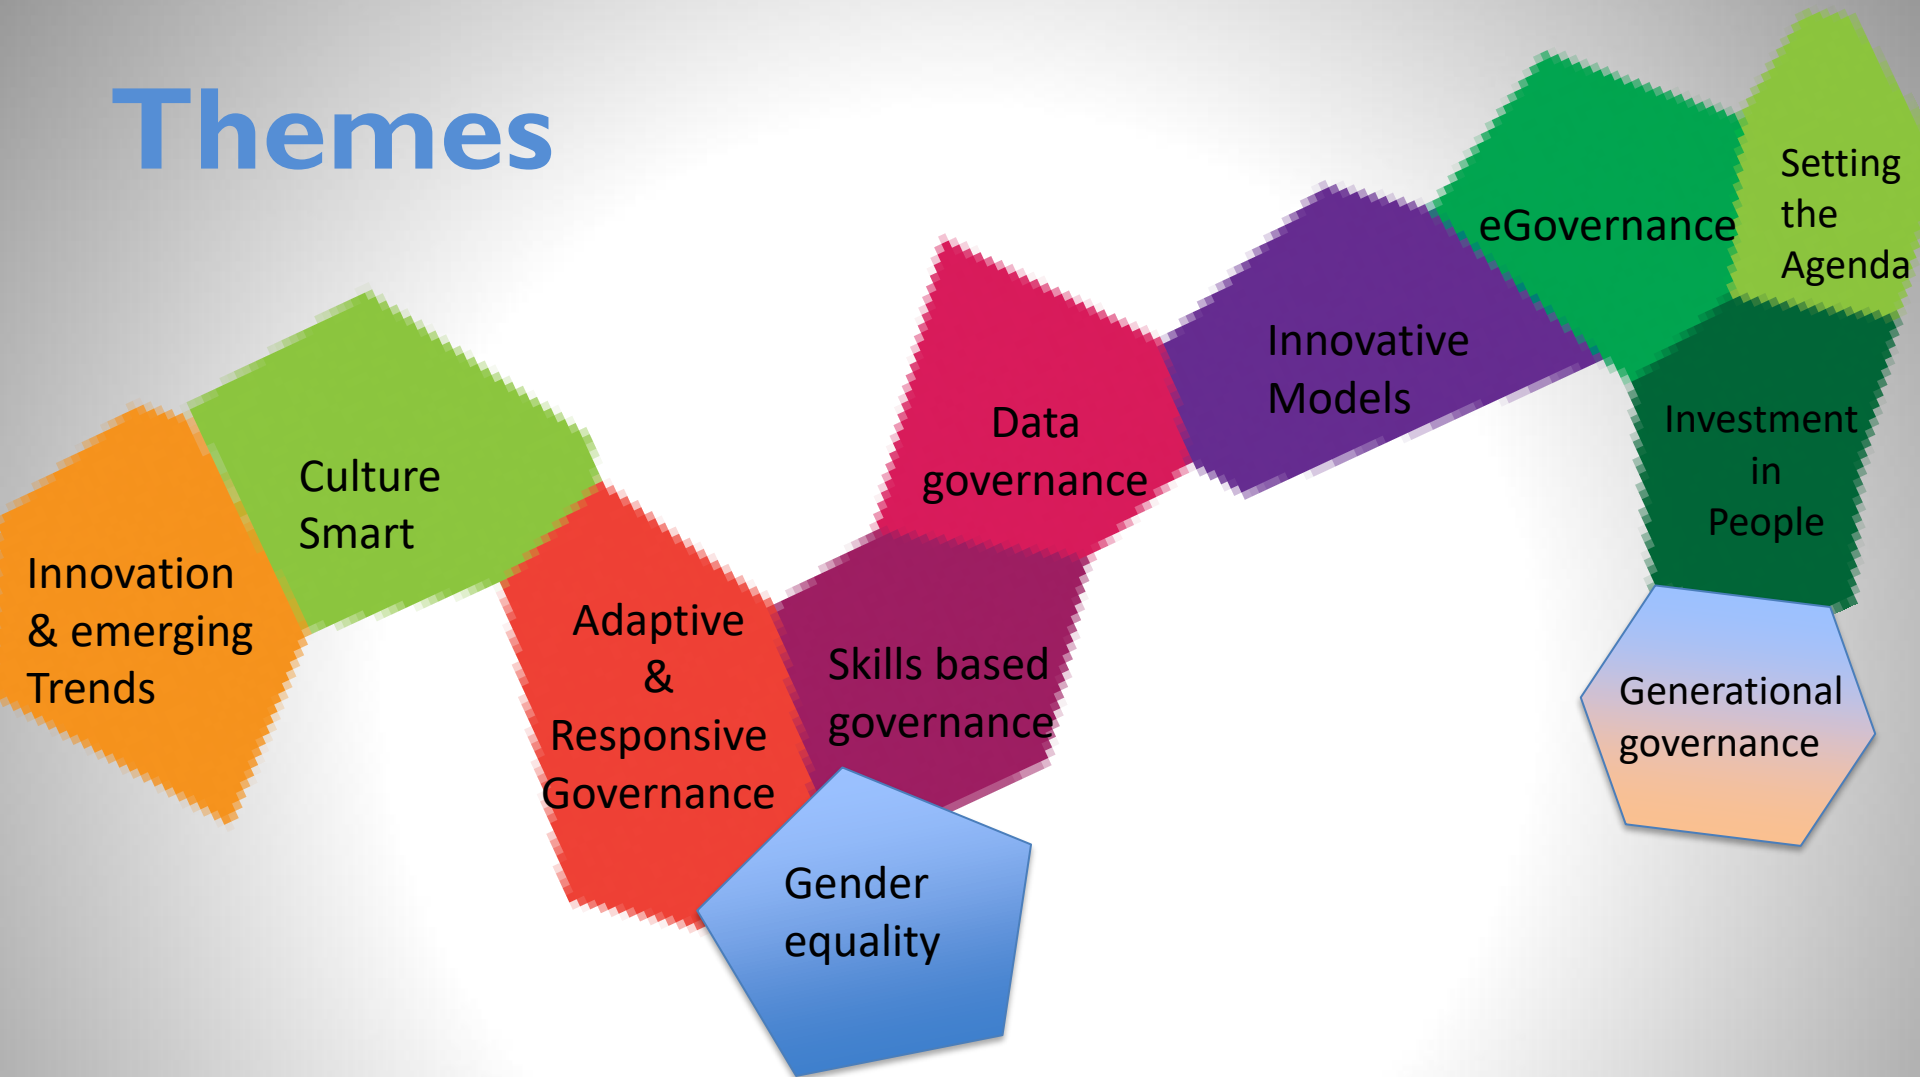 Themes
Innovation
& emerging
Trends
Culture
Smart
Adaptive
&
Responsive
Governance
Skills based
governance
Gender
equality
Data
governance
Innovative
Models
eGovernance
Setting
the
Agenda
Investment
in
People
Generational
governance